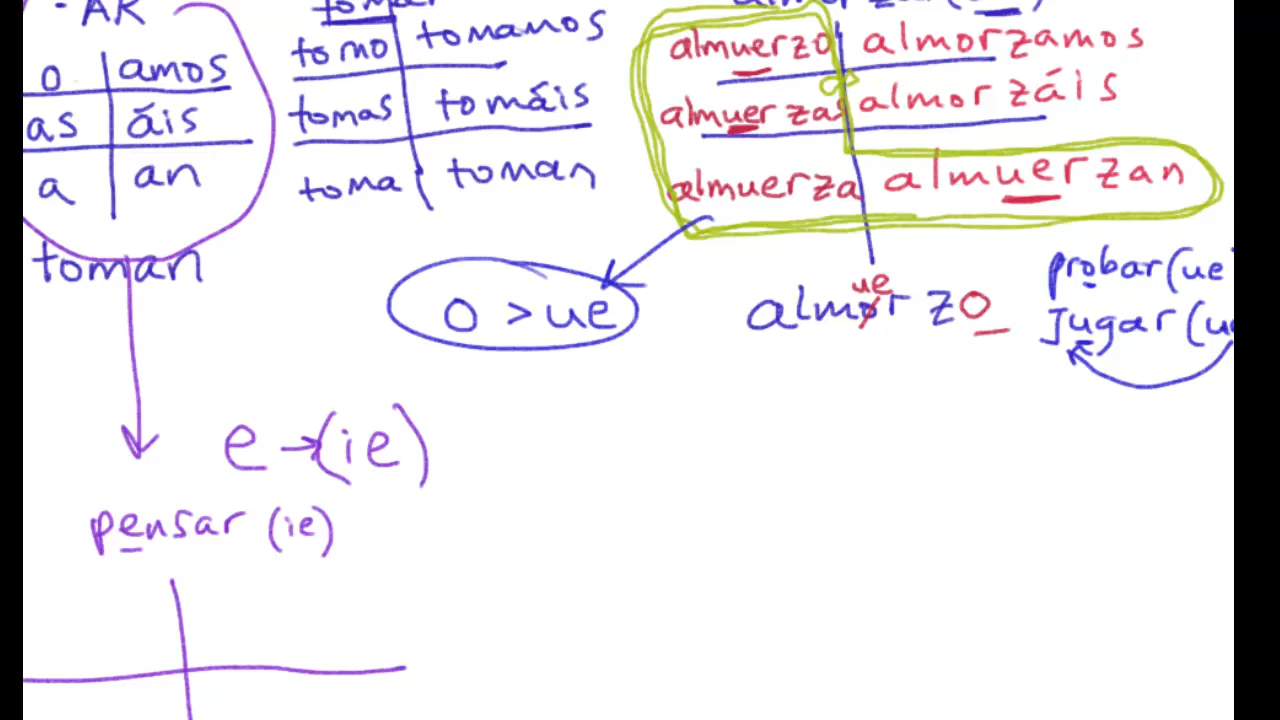 - AR
o amos
as áis
a an
toman
tomar
tomo tomamos
tomas tomáis
toma toman
almuerzo almorzamos
almuerzas almorzáis
almuerza almuerzan
o > ue
ue
almorzo
probar (ue
Jugar (u
e → (ie)
pensar (ie)